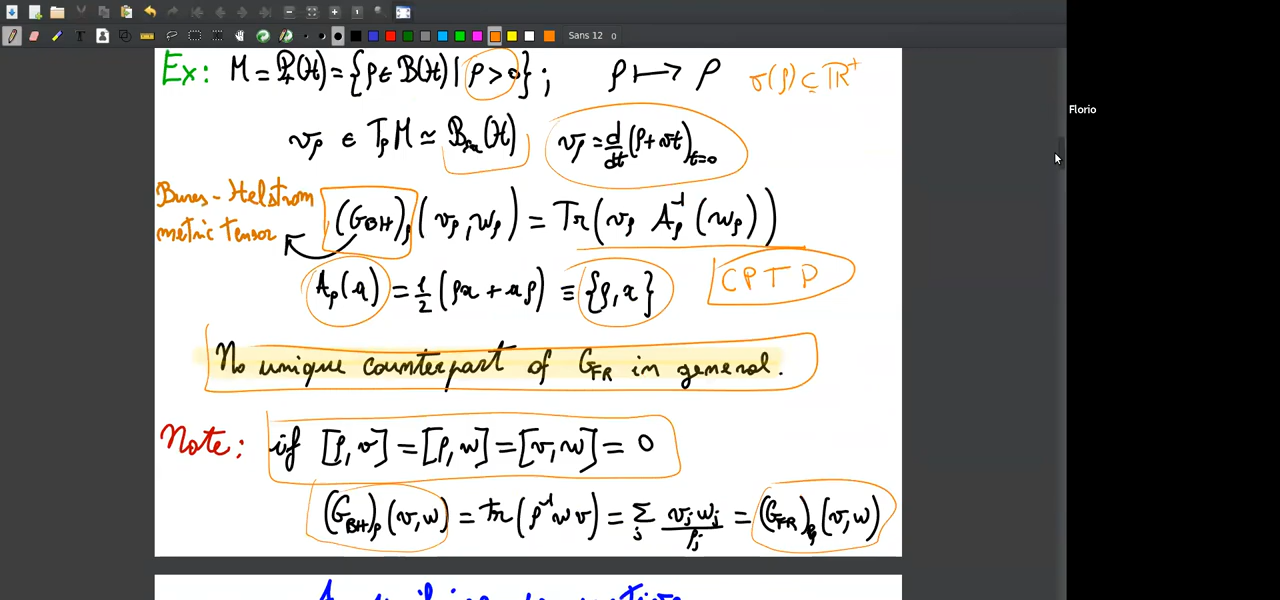 Sans 12 0
Florio
Ex: M = P₊(H) = {ρ ∈ B(H) | ρ > 0} ; ρ ⟼ ρ σ(ρ) ⊆ ℝ⁺
v_ρ ∈ T_ρ M ≃ B_sa(H) v_ρ = d/dt (ρ + vt)_{t=0}
Bures-Helstrom
metric tensor
(G_BH)_ρ (v_ρ, w_ρ) = Tr(v_ρ A_ρ⁻¹ (w_ρ))
A_ρ(a) = 1/2 (ρa + aρ) ≡ {ρ, a} CPTP
No unique counterpart of G_FR in general.
Note: if [ρ, v] = [ρ, w] = [v, w] = 0
(G_BH)_ρ (v, w) = Tr(ρ⁻¹ w v) = Σ_j v_j w_j / ρ_j = (G_FR)_ρ (v, w)